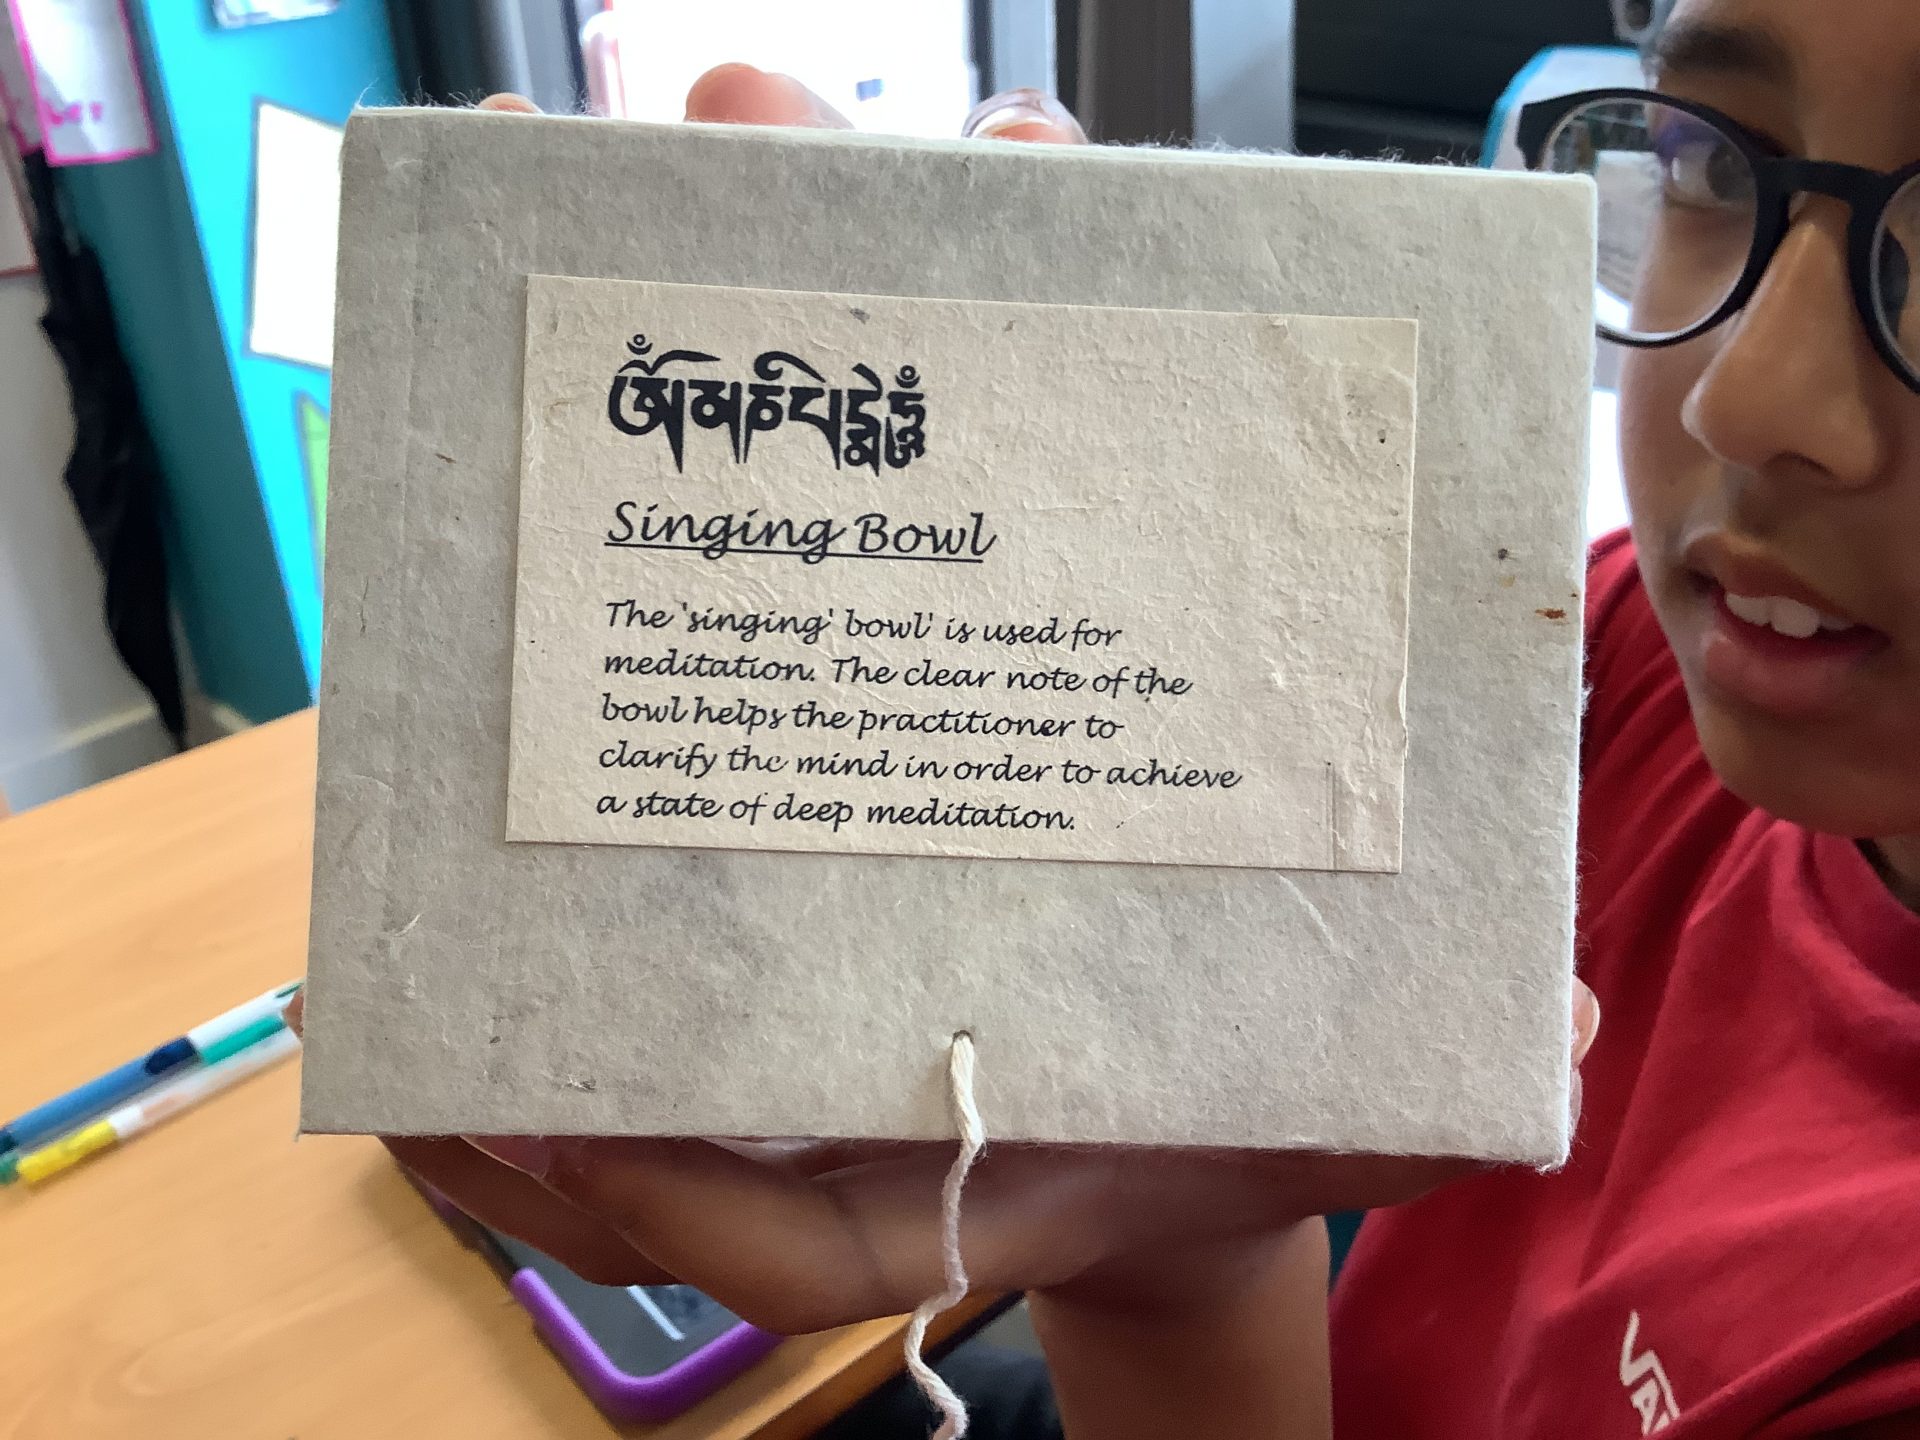 ཨོཾ་མ་ཎི་པདྨེ་ཧཱུྃ
Singing Bowl
The 'singing' bowl' is used for
meditation. The clear note of the
bowl helps the practitioner to
clarify the mind in order to achieve
a state of deep meditation.